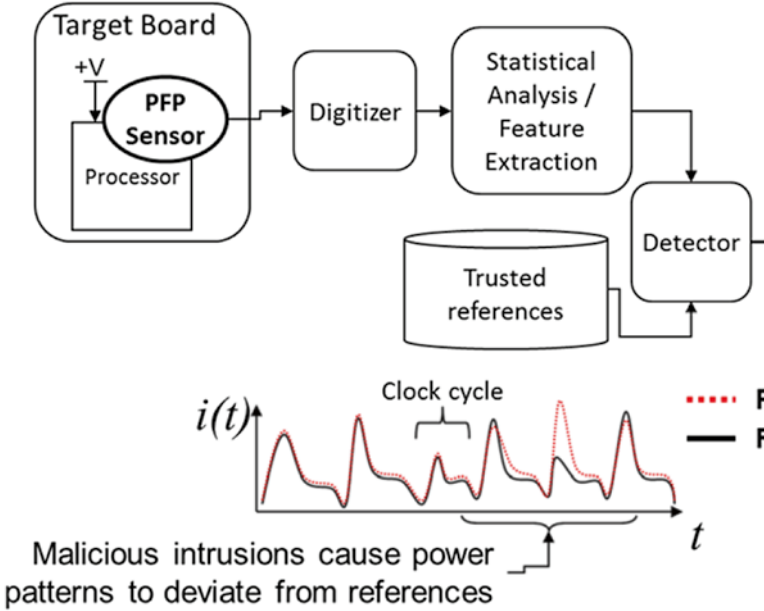 Target Board
+V
PFP
Sensor
Processor
Digitizer
Statistical
Analysis /
Feature
Extraction
Detector
Trusted
references
Clock cycle
i(t)
t
Malicious intrusions cause power
patterns to deviate from references